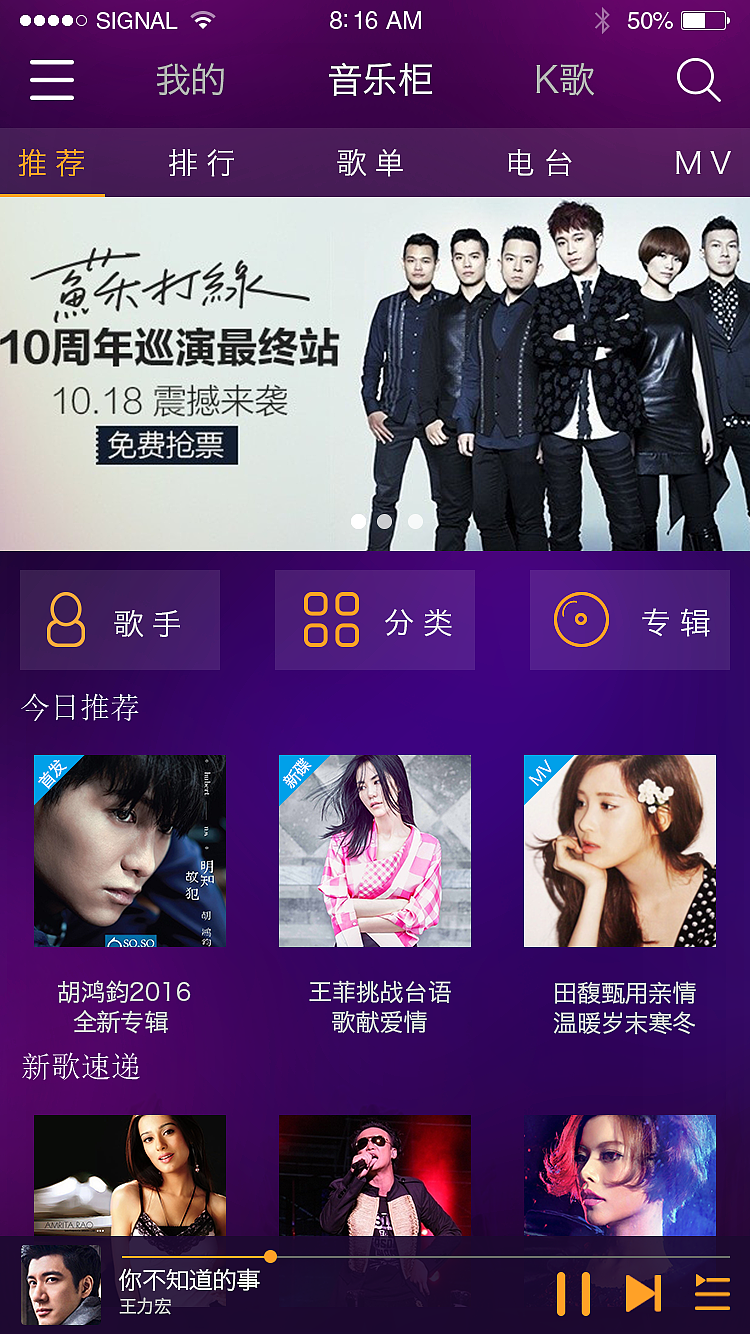 SIGNAL 8:16 AM 50%
我的 音乐柜 K歌
推荐 排行 歌单 电台 MV
蘇打綠
10周年巡演最终站
10.18 震撼来袭
免费抢票
歌手 分类 专辑
今日推荐
首发
hubert
明知
故犯
胡鸿鈞
SO.SO
新碟
MV
胡鸿鈞2016
全新专辑
王菲挑战台语
歌献爱情
田馥甄用亲情
温暖岁末寒冬
新歌速递
AMRITA RAO
你不知道的事
王力宏